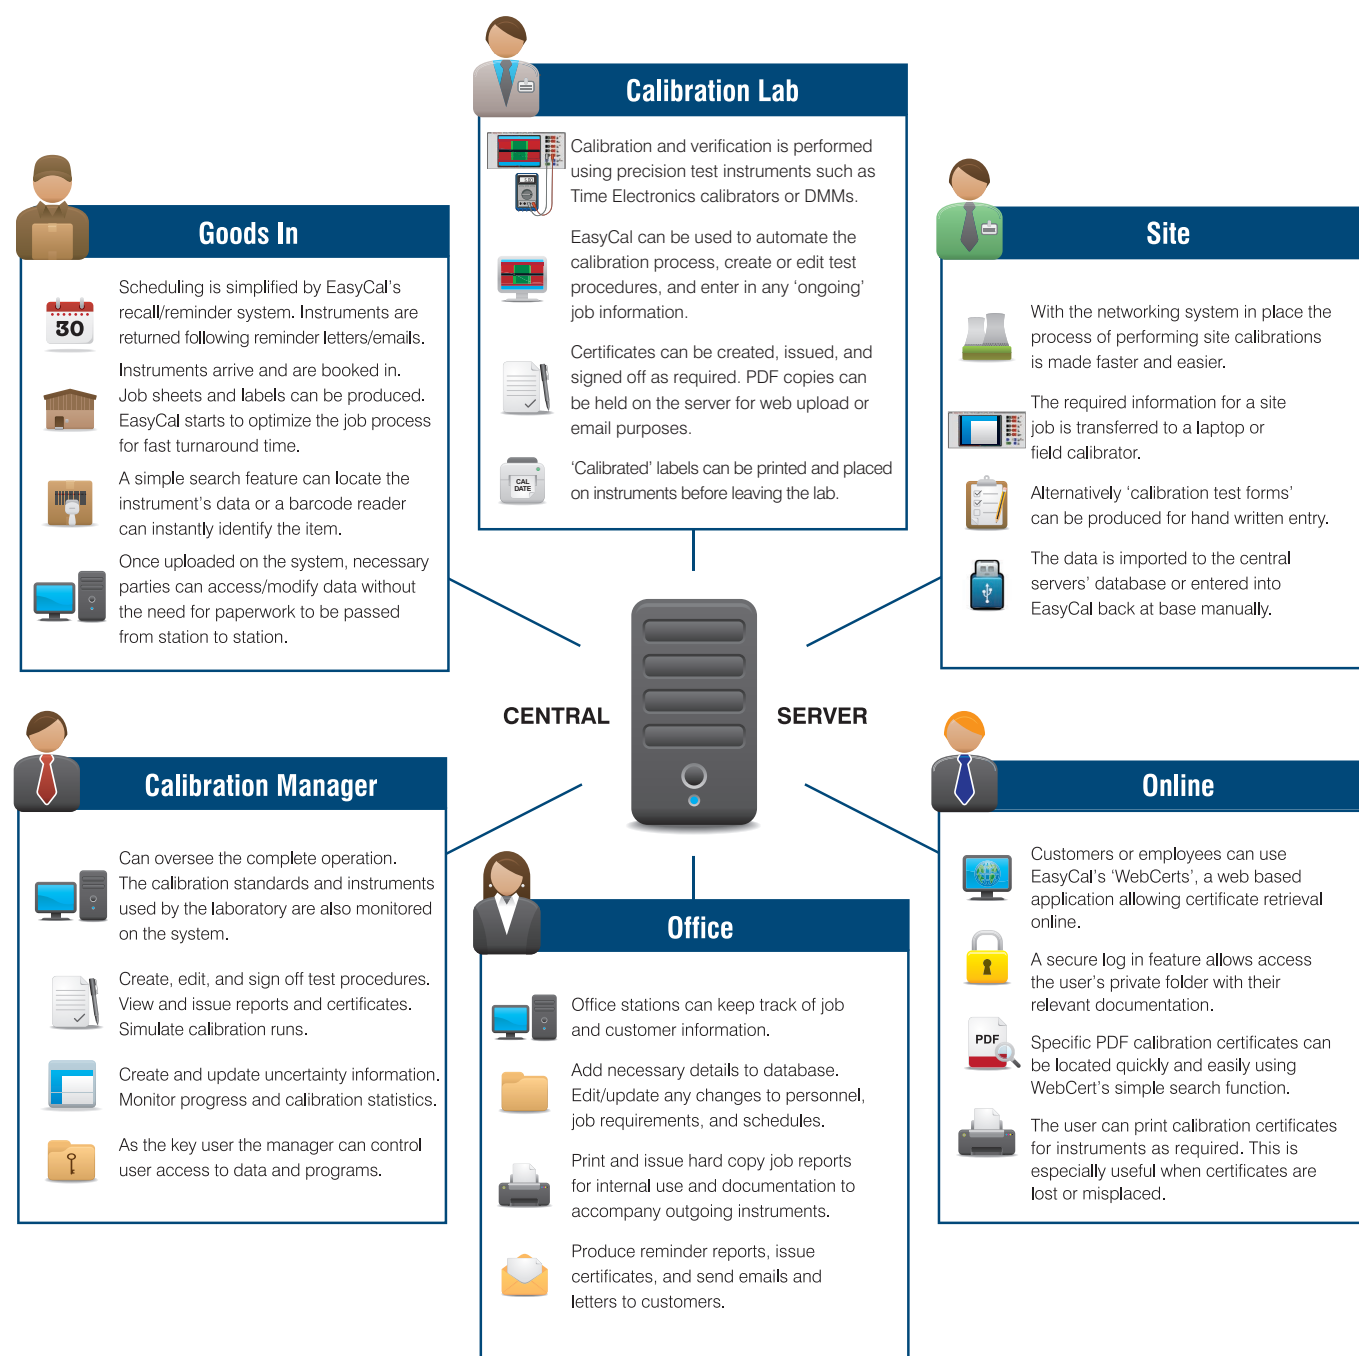 Calibration Lab
Calibration and verification is performed
using precision test instruments such as
Time Electronics calibrators or DMMs.
EasyCal can be used to automate the
calibration process, create or edit test
procedures, and enter in any ‘ongoing’
job information.
Certificates can be created, issued, and
signed off as required. PDF copies can
be held on the server for web upload or
email purposes.
CAL
DATE
‘Calibrated’ labels can be printed and placed
on instruments before leaving the lab.
Goods In
Scheduling is simplified by EasyCal’s
recall/reminder system. Instruments are
returned following reminder letters/emails.
30
Instruments arrive and are booked in.
Job sheets and labels can be produced.
EasyCal starts to optimize the job process
for fast turnaround time.
A simple search feature can locate the
instrument’s data or a barcode reader
can instantly identify the item.
Once uploaded on the system, necessary
parties can access/modify data without
the need for paperwork to be passed
from station to station.
Site
With the networking system in place the
process of performing site calibrations
is made faster and easier.
The required information for a site
job is transferred to a laptop or
field calibrator.
Alternatively ‘calibration test forms’
can be produced for hand written entry.
The data is imported to the central
servers’ database or entered into
EasyCal back at base manually.
CENTRAL SERVER
Calibration Manager
Can oversee the complete operation.
The calibration standards and instruments
used by the laboratory are also monitored
on the system.
Create, edit, and sign off test procedures.
View and issue reports and certificates.
Simulate calibration runs.
Create and update uncertainty information.
Monitor progress and calibration statistics.
As the key user the manager can control
user access to data and programs.
Office
Office stations can keep track of job
and customer information.
Add necessary details to database.
Edit/update any changes to personnel,
job requirements, and schedules.
Print and issue hard copy job reports
for internal use and documentation to
accompany outgoing instruments.
Produce reminder reports, issue
certificates, and send emails and
letters to customers.
Online
Customers or employees can use
EasyCal’s ‘WebCerts’, a web based
application allowing certificate retrieval
online.
A secure log in feature allows access
the user’s private folder with their
relevant documentation.
PDF
Specific PDF calibration certificates can
be located quickly and easily using
WebCert’s simple search function.
The user can print calibration certificates
for instruments as required. This is
especially useful when certificates are
lost or misplaced.